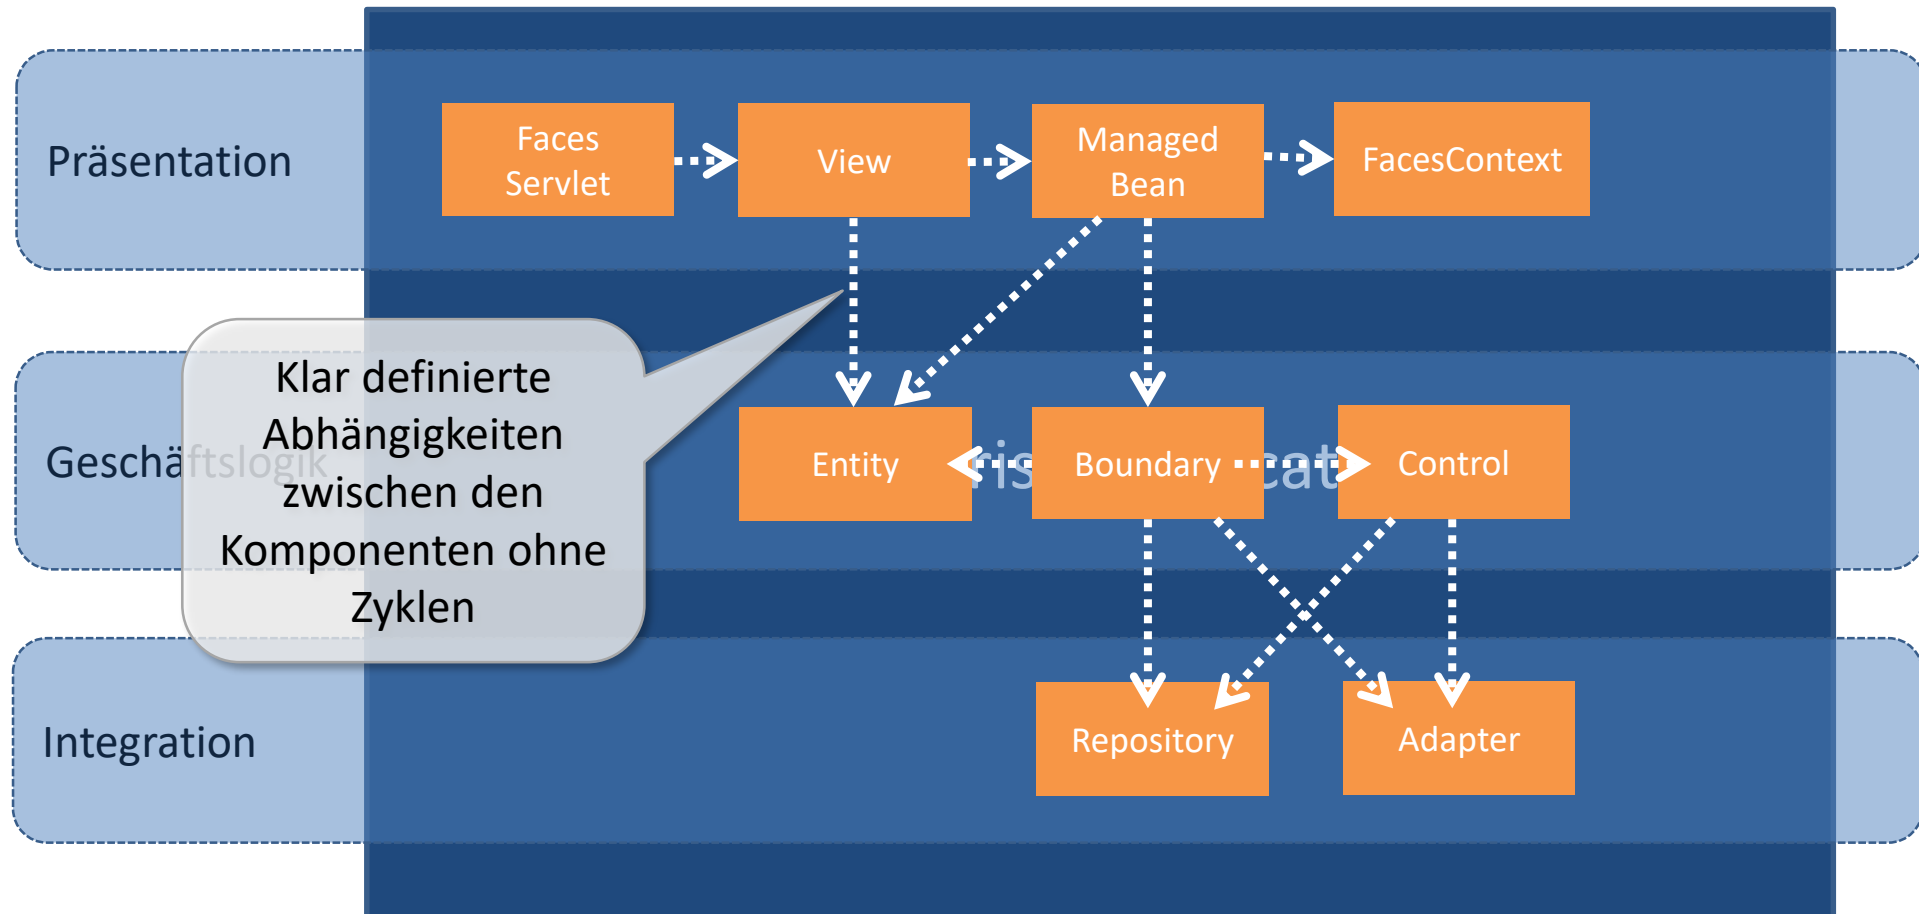 Präsentation
Faces
Servlet
View
Managed
Bean
FacesContext
Klar definierte
Abhängigkeiten
zwischen den
Komponenten ohne
Zyklen
Geschäftslogik
Entity
Boundary
Control
Integration
Repository
Adapter